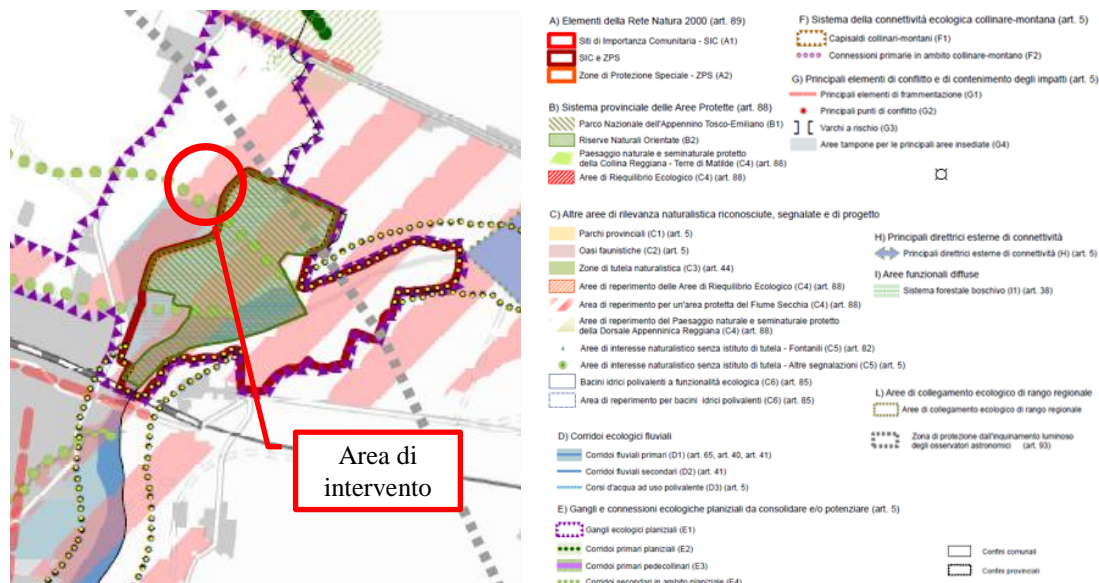 Area di
intervento
A) Elementi della Rete Natura 2000 (art. 89)
Siti di Importanza Comunitaria - SIC (A1)
SIC e ZPS
Zone di Protezione Speciale - ZPS (A2)
B) Sistema provinciale delle Aree Protette (art. 88)
Parco Nazionale dell'Appennino Tosco-Emiliano (B1)
Riserve Naturali Orientate (B2)
Paesaggio naturale e seminaturale protetto
della Collina Reggiana - Terre di Matilde (C4) (art. 88)
Aree di Riequilibrio Ecologico (C4) (art. 88)
C) Altre aree di rilevanza naturalistica riconosciute, segnalate e di progetto
Parchi provinciali (C1) (art. 5)
Oasi faunistiche (C2) (art. 5)
Zone di tutela naturalistica (C3) (art. 44)
Area di reperimento delle Aree di Riequilibrio Ecologico (C4) (art. 88)
Area di reperimento per un'area protetta del Fiume Secchia (C4) (art. 88)
Area di reperimento del Paesaggio naturale e seminaturale protetto
della Dorsale Appenninica Reggiana (C4) (art. 88)
Aree di interesse naturalistico senza istituto di tutela - Fontanili (C5) (art. 82)
Aree di interesse naturalistico senza istituto di tutela - Altre segnalazioni (C5) (art. 5)
Bacini idrici polivalenti a funzionalità ecologica (C6) (art. 85)
Area di reperimento per bacini idrici polivalenti (C6) (art. 85)
D) Corridoi ecologici fluviali
Corridoi fluviali primari (D1) (art. 65, art. 40, art. 41)
Corridoi fluviali secondari (D2) (art. 41)
Corsi d'acqua ad uso polivalente (D3) (art. 5)
E) Gangli e connessioni ecologiche planiziali da consolidare e/o potenziare (art. 5)
Gangli ecologici planiziali (E1)
Corridoi primari planiziali (E2)
Corridoi primari pedecollinari (E3)
Corridoi secondari in ambito planiziale (E4)
F) Sistema della connettività ecologica collinare-montana (art. 5)
Capisaldi collinari-montani (F1)
Connessioni primarie in ambito collinare-montano (F2)
G) Principali elementi di conflitto e di contenimento degli impatti (art. 5)
Principali elementi di frammentazione (G1)
Principali punti di conflitto (G2)
Varchi a rischio (G3)
Aree tampone per le principali aree insediate (G4)
H) Principali direttrici esterne di connettività
Principali direttrici esterne di connettività (H) (art. 5)
I) Aree funzionali diffuse
Sistema forestale boschivo (I1) (art. 38)
L) Aree di collegamento ecologico di rango regionale
Aree di collegamento ecologico di rango regionale
Zona di protezione dall'inquinamento luminoso
degli osservatori astronomici (art. 93)
Confini comunali
Confini provinciali